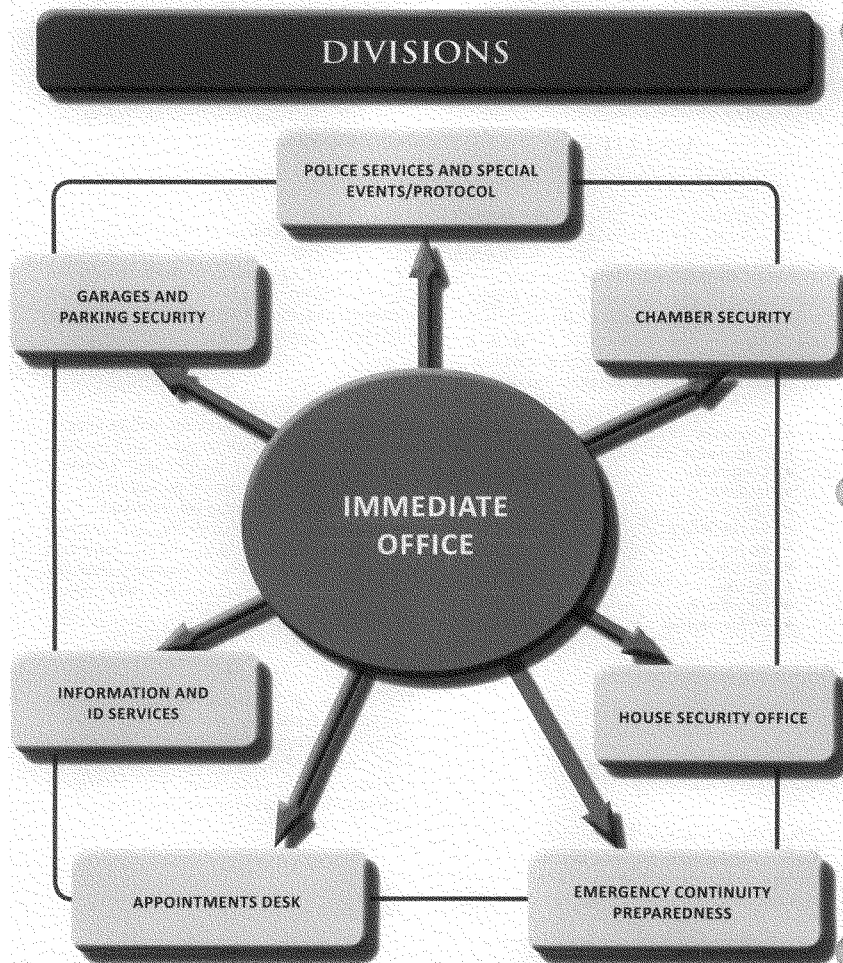 DIVISIONS
POLICE SERVICES AND SPECIAL
EVENTS/PROTOCOL
GARAGES AND
PARKING SECURITY
CHAMBER SECURITY
IMMEDIATE
OFFICE
INFORMATION AND
ID SERVICES
HOUSE SECURITY OFFICE
APPOINTMENTS DESK
EMERGENCY CONTINUITY
PREPAREDNESS